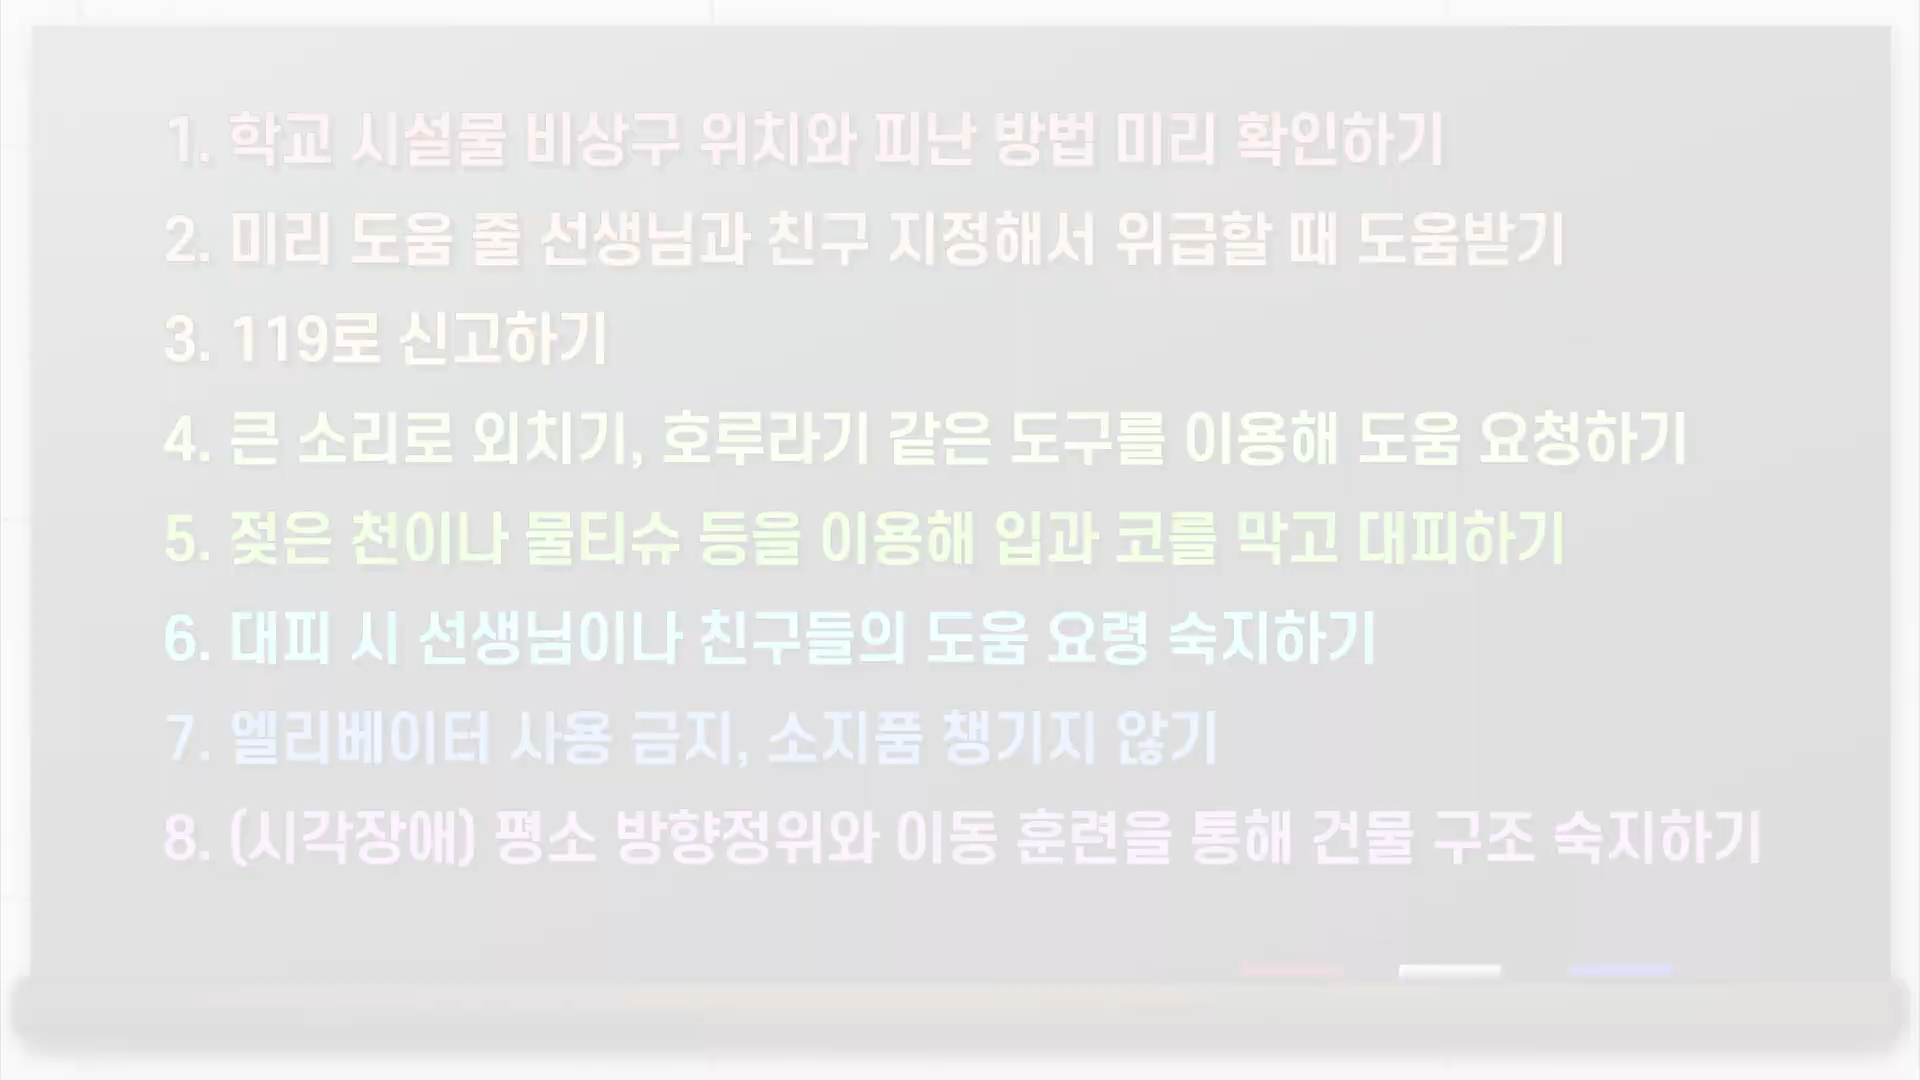 1. 학교 시설물 비상구 위치와 피난 방법 미리 확인하기
2. 미리 도움 줄 선생님과 친구 지정해서 위급할 때 도움받기
3. 119로 신고하기
4. 큰 소리로 외치기, 호루라기 같은 도구를 이용해 도움 요청하기
5. 젖은 천이나 물티슈 등을 이용해 입과 코를 막고 대피하기
6. 대피 시 선생님이나 친구들의 도움 요령 숙지하기
7. 엘리베이터 사용 금지, 소지품 챙기지 않기
8. (시각장애) 평소 방향정위와 이동 훈련을 통해 건물 구조 숙지하기